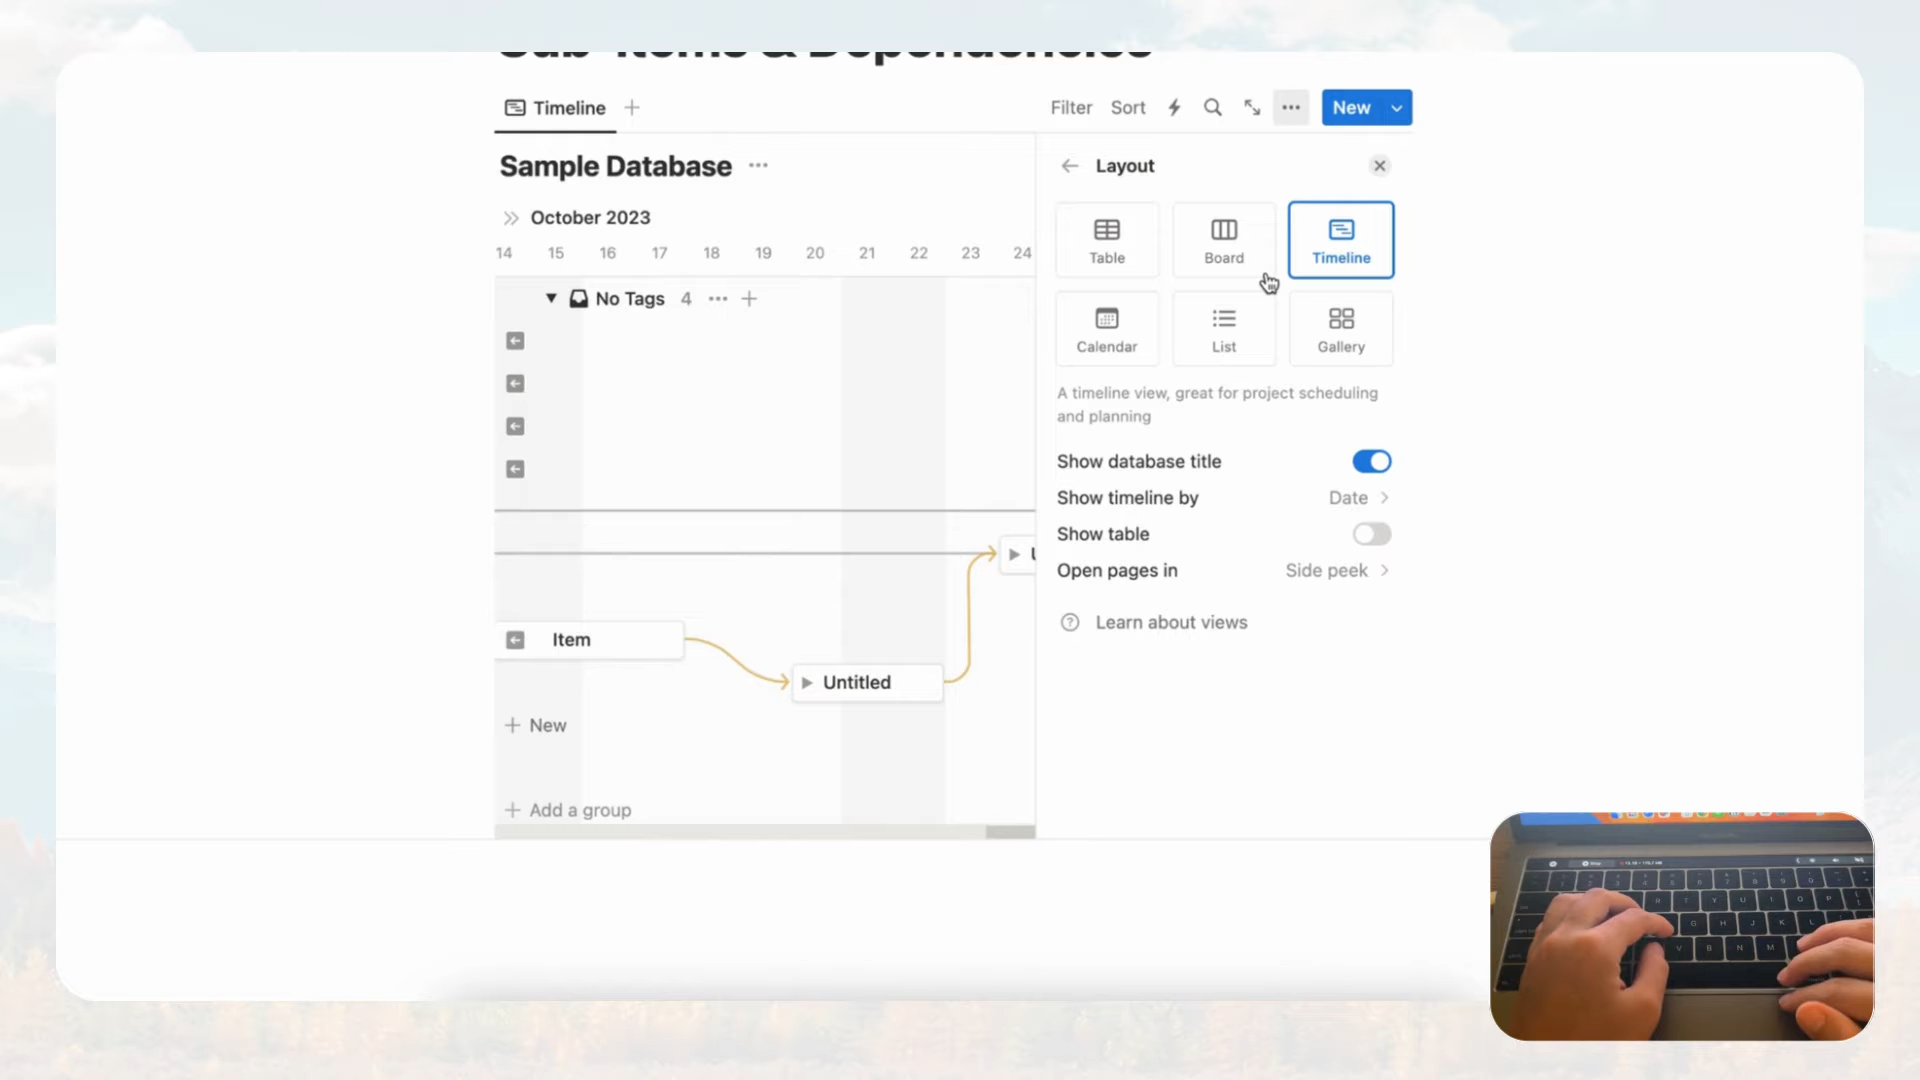 Sub-Items & Dependencies
Timeline
Filter Sort New
Sample Database
Layout
October 2023
14 15 16 17 18 19 20 21 22 23 24
Table Board Timeline
No Tags 4
Calendar List Gallery
A timeline view, great for project scheduling
and planning
Show database title
Show timeline by Date
Show table
Open pages in Side peek
Learn about views
Item
Untitled
New
Add a group